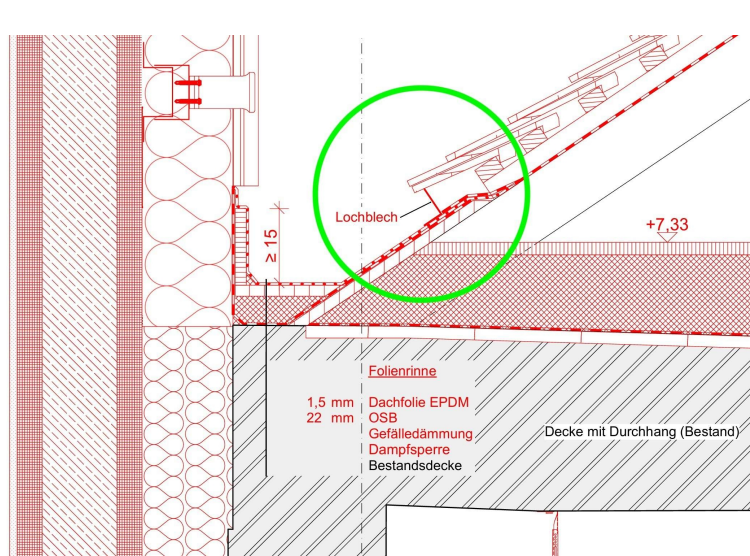 Lochblech
≥ 15
+7,33
Folienrinne
1,5 mm Dachfolie EPDM
22 mm OSB
Gefälledämmung
Dampfsperre
Bestandsdecke
Decke mit Durchhang (Bestand)